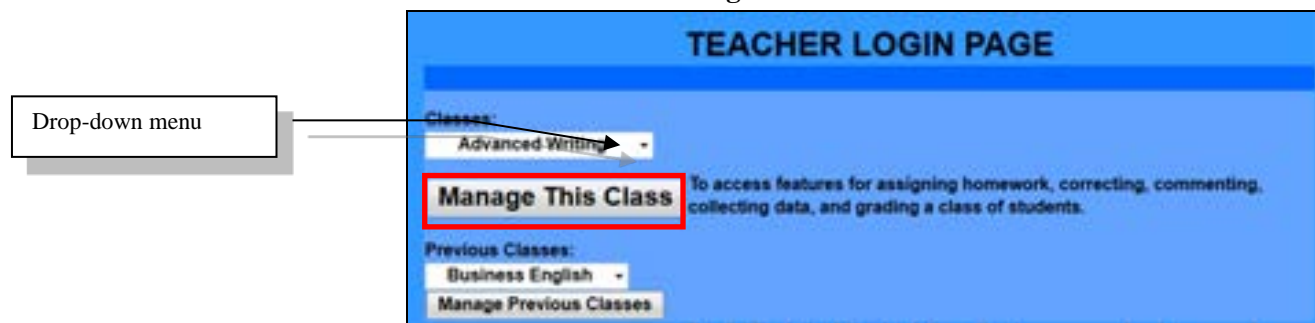 TEACHER LOGIN PAGE
Drop-down menu
Classes:
Advanced Writing
Manage This Class
To access features for assigning homework, correcting, commenting,
collecting data, and grading a class of students.
Previous Classes:
Business English
Manage Previous Classes